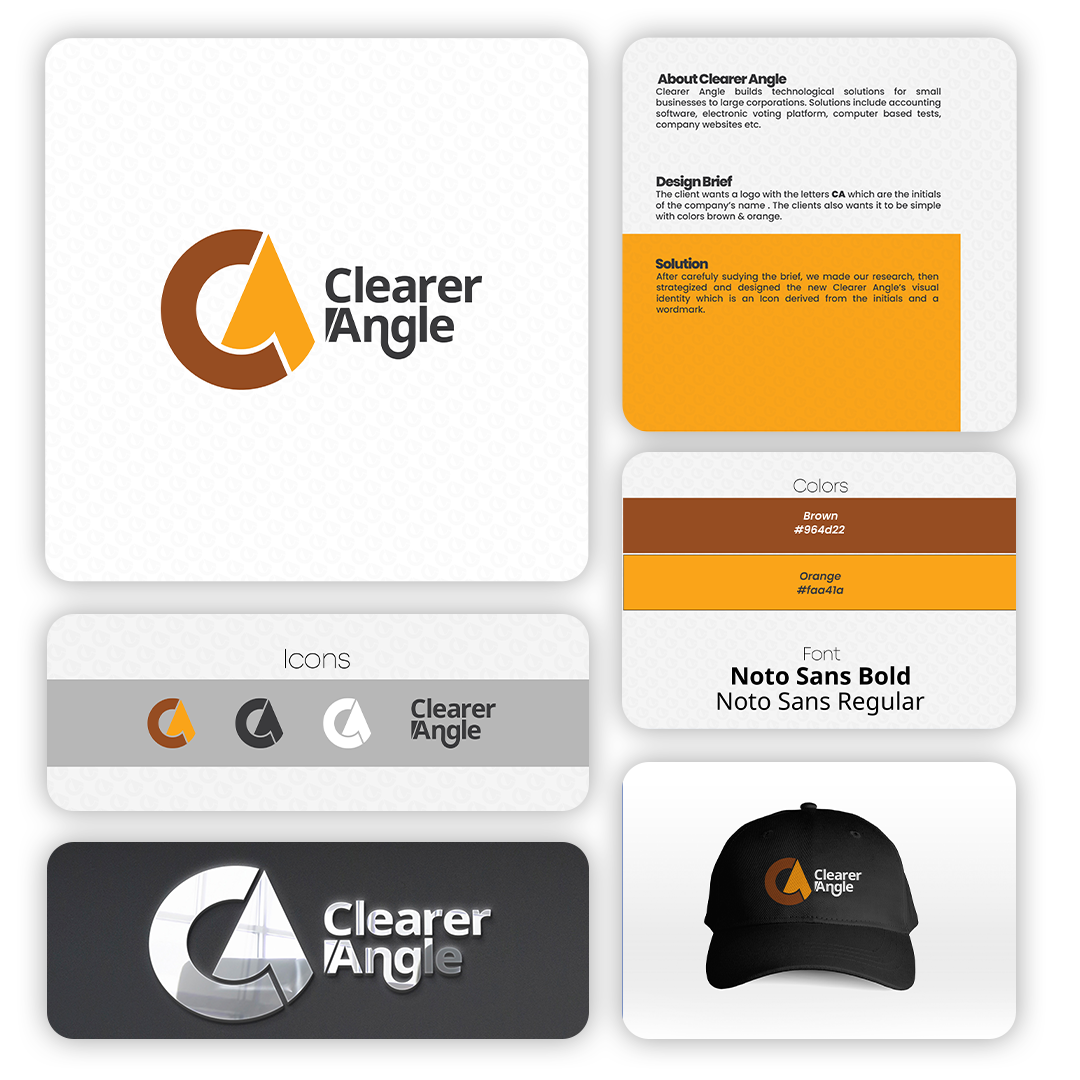 Clearer
Angle
About Clearer Angle
Clearer Angle builds technological solutions for small
businesses to large corporations. Solutions include accounting
software, electronic voting platform, computer based tests,
company websites etc.
Design Brief
The client wants a logo with the letters CA which are the initials
of the company's name . The clients also wants it to be simple
with colors brown & orange.
Solution
After carefuly sudying the brief, we made our research, then
strategized and designed the new Clearer Angle's visual
identity which is an Icon derived from the initials and a
wordmark.
Colors
Brown
#964d22
Orange
#faa41a
Font
Noto Sans Bold
Noto Sans Regular
Icons
Clearer
Angle
Clearer
Angle
Clearer
Angle